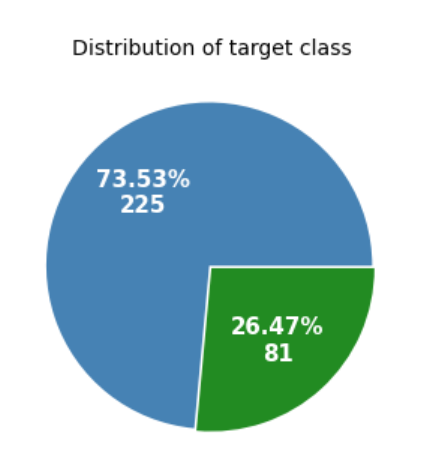 Distribution of target class
73.53%
225
26.47%
81